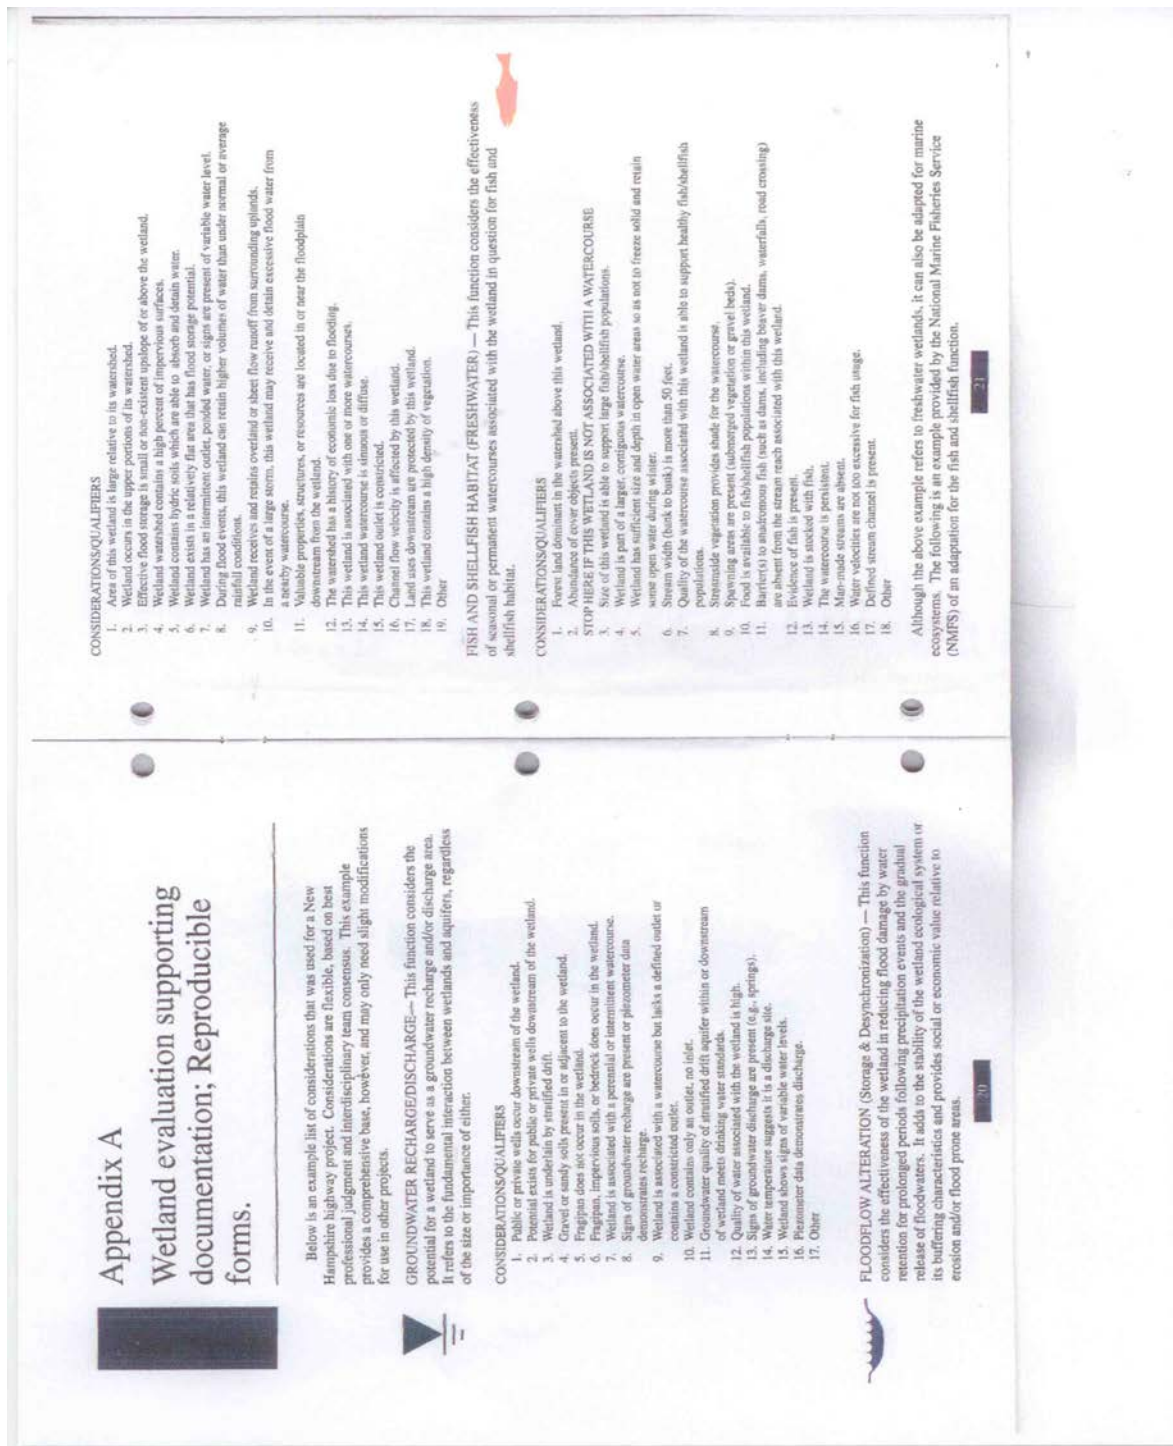 Appendix A
Wetland evaluation supporting
documentation; Reproducible
forms.
Below is an example list of considerations that was used for a New
Hampshire highway project. Considerations are flexible, based on best
professional judgment and interdisciplinary team consensus. This example
provides a comprehensive base, however, and may only need slight modifications
for use in other projects.
GROUNDWATER RECHARGE/DISCHARGE— This function considers the
potential for a wetland to serve as a groundwater recharge and/or discharge area.
It refers to the fundamental interaction between wetlands and aquifers, regardless
of the size or importance of either.
CONSIDERATIONS/QUALIFIERS
1. Public or private wells occur downstream of the wetland.
2. Potential exists for public or private wells downstream of the wetland.
3. Wetland is underlain by stratified drift.
4. Gravel or sandy soils present in or adjacent to the wetland.
5. Fragipan does not occur in the wetland.
6. Fragipan, impervious soils, or bedrock does occur in the wetland.
7. Wetland is associated with a perennial or intermittent watercourse.
8. Signs of groundwater recharge are present or piezometer data
demonstrates recharge.
9. Wetland is associated with a watercourse but lacks a defined outlet or
contains a constricted outlet.
10. Wetland contains only an outlet, no inlet.
11. Groundwater quality of stratified drift aquifer within or downstream
of wetland meets drinking water standards.
12. Quality of water associated with the wetland is high.
13. Signs of groundwater discharge are present (e.g., springs).
14. Water temperature suggests it is a discharge site.
15. Wetland shows signs of variable water levels.
16. Piezometer data demonstrates discharge.
17. Other
FLOODFLOW ALTERATION (Storage & Desynchronization) — This function
considers the effectiveness of the wetland in reducing flood damage by water
retention for prolonged periods following precipitation events and the gradual
release of floodwaters. It adds to the stability of the wetland ecological system or
its buffering characteristics and provides social or economic value relative to
erosion and/or flood prone areas.
20
CONSIDERATIONS/QUALIFIERS
1. Area of this wetland is large relative to its watershed.
2. Wetland occurs in the upper portions of its watershed.
3. Effective flood storage is small or non-existent upslope of or above the wetland.
4. Wetland watershed contains a high percent of impervious surfaces.
5. Wetland contains hydric soils which are able to absorb and detain water.
6. Wetland exists in a relatively flat area that has flood storage potential.
7. Wetland has an intermittent outlet, ponded water, or signs are present of variable water level.
8. During flood events, this wetland can retain higher volumes of water than under normal or average
rainfall conditions.
9. Wetland receives and retains overland or sheet flow runoff from surrounding uplands.
10. In the event of a large storm, this wetland may receive and detain excessive flood water from
a nearby watercourse.
11. Valuable properties, structures, or resources are located in or near the floodplain
downstream from the wetland.
12. The watershed has a history of economic loss due to flooding.
13. This wetland is associated with one or more watercourses.
14. This wetland watercourse is sinuous or diffuse.
15. This wetland outlet is constricted.
16. Channel flow velocity is affected by this wetland.
17. Land uses downstream are protected by this wetland.
18. This wetland contains a high density of vegetation.
19. Other
FISH AND SHELLFISH HABITAT (FRESHWATER) — This function considers the effectiveness
of seasonal or permanent watercourses associated with the wetland in question for fish and
shellfish habitat.
CONSIDERATIONS/QUALIFIERS
1. Forest land dominant in the watershed above this wetland.
2. Abundance of cover objects present.
STOP HERE IF THIS WETLAND IS NOT ASSOCIATED WITH A WATERCOURSE
3. Size of this wetland is able to support large fish/shellfish populations.
4. Wetland is part of a larger, contiguous watercourse.
5. Wetland has sufficient size and depth in open water areas so as not to freeze solid and retain
some open water during winter.
6. Stream width (bank to bank) is more than 50 feet.
7. Quality of the watercourse associated with this wetland is able to support healthy fish/shellfish
populations.
8. Streamside vegetation provides shade for the watercourse.
9. Spawning areas are present (submerged vegetation or gravel beds).
10. Food is available to fish/shellfish populations within this wetland.
11. Barrier(s) to anadromous fish (such as dams, including beaver dams, waterfalls, road crossing)
are absent from the stream reach associated with this wetland.
12. Evidence of fish is present.
13. Wetland is stocked with fish.
14. The watercourse is persistent.
15. Man-made streams are absent.
16. Water velocities are not too excessive for fish usage.
17. Defined stream channel is present.
18. Other
Although the above example refers to freshwater wetlands, it can also be adapted for marine
ecosystems. The following is an example provided by the National Marine Fisheries Service
(NMFS) of an adaptation for the fish and shellfish function.
21